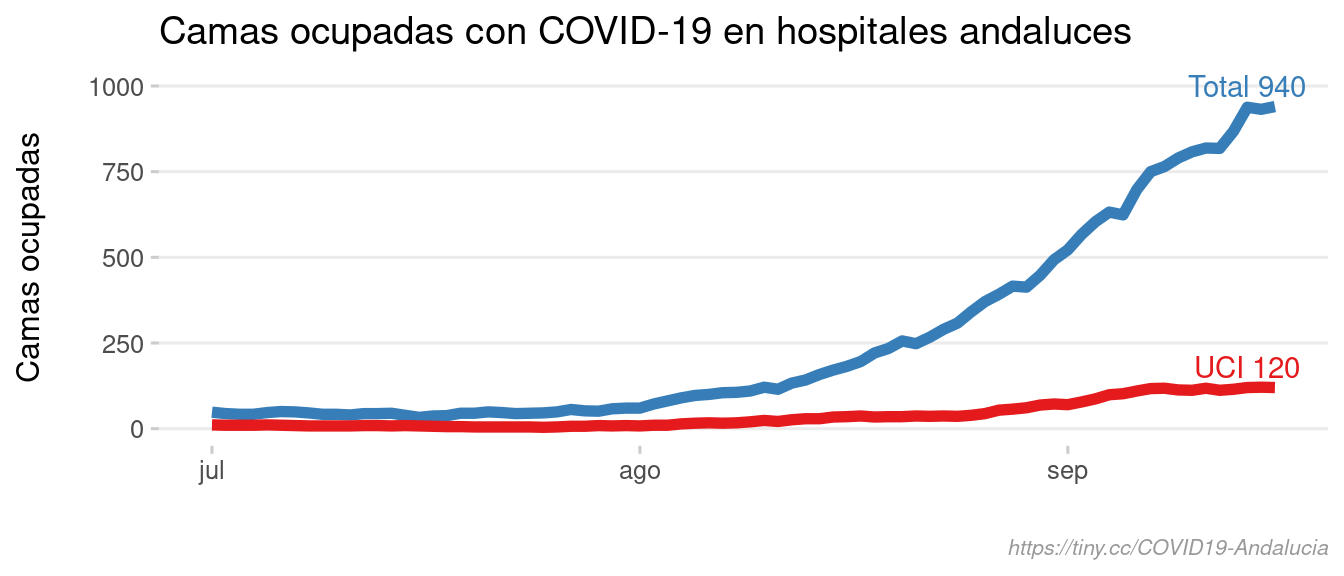 Camas ocupadas con COVID-19 en hospitales andaluces
Camas ocupadas
1000
750
500
250
0
Total 940
UCI 120
jul
ago
sep
https://tiny.cc/COVID19-Andalucia